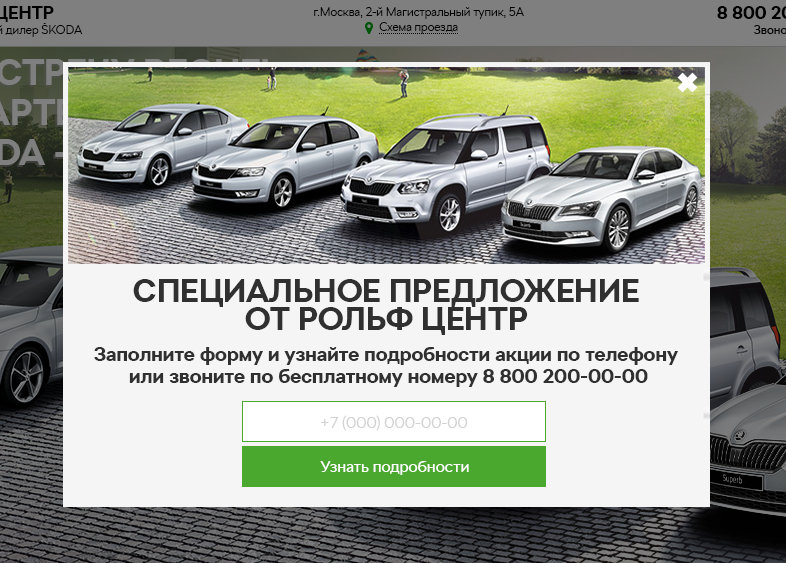 ЦЕНТР
й дилер ŠKODA
г.Москва, 2-й Магистральный тупик, 5А
Схема проезда
8 800 20
Звоно
СПЕЦИАЛЬНОЕ ПРЕДЛОЖЕНИЕ
ОТ РОЛЬФ ЦЕНТР
Заполните форму и узнайте подробности акции по телефону
или звоните по бесплатному номеру 8 800 200-00-00
+7 (000) 000-00-00
Узнать подробности
Superb